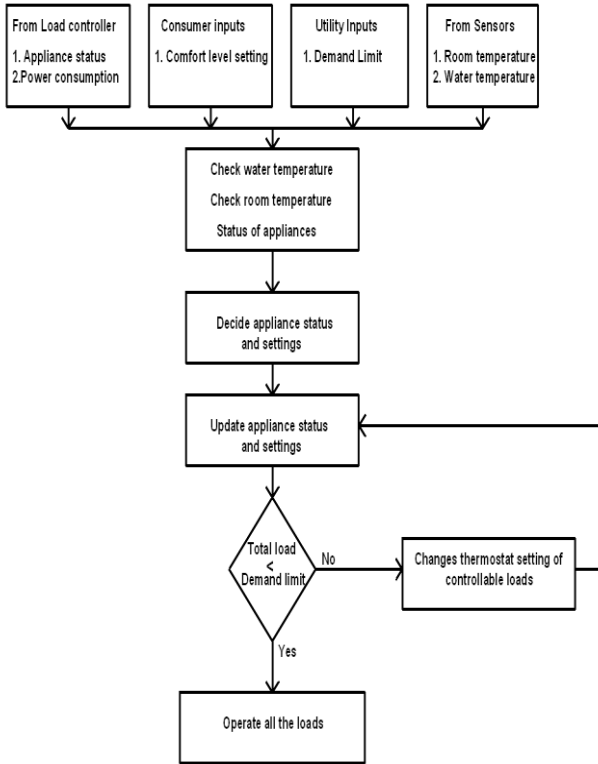 From Load controller
1. Appliance status
2.Power consumption
Consumer inputs
1. Comfort level setting
Utility Inputs
1. Demand Limit
From Sensors
1. Room temperature
2. Water temperature
Check water temperature
Check room temperature
Status of appliances
Decide appliance status
and settings
Update appliance status
and settings
Total load
<
Demand limit
No
Changes thermostat setting of
controllable loads
Yes
Operate all the loads